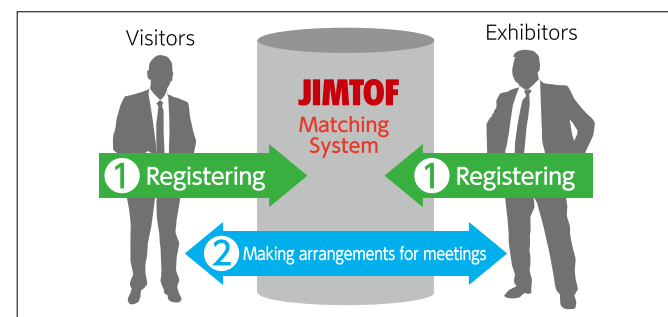 Visitors
Exhibitors
JIMTOF
Matching
System
1 Registering
1 Registering
2 Making arrangements for meetings